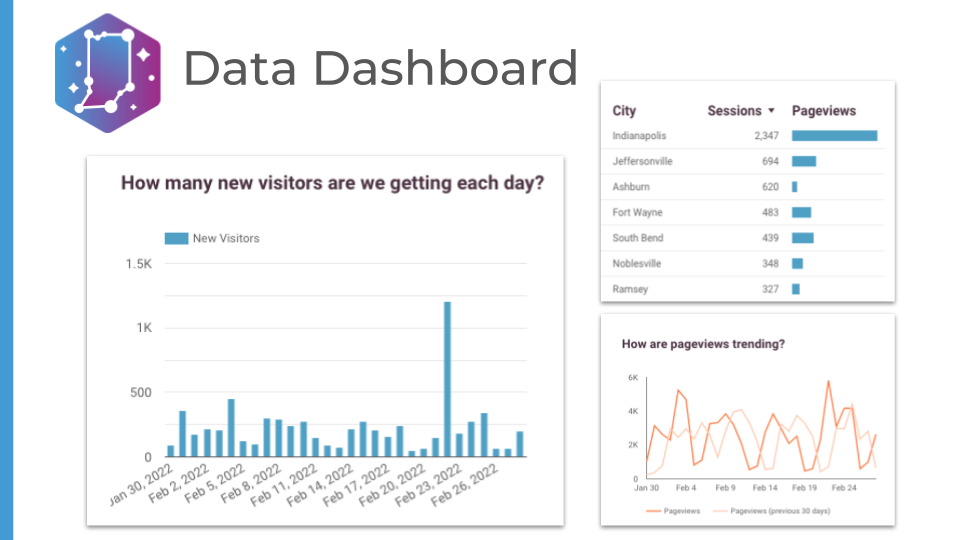 Data Dashboard
How many new visitors are we getting each day?
New Visitors
1.5K
1K
500
0
Jan 30, 2022
Feb 2, 2022
Feb 5, 2022
Feb 8, 2022
Feb 11, 2022
Feb 14, 2022
Feb 17, 2022
Feb 20, 2022
Feb 23, 2022
Feb 26, 2022
City Sessions Pageviews
Indianapolis 2,347
Jeffersonville 694
Ashburn 620
Fort Wayne 483
South Bend 439
Noblesville 348
Ramsey 327
How are pageviews trending?
6K
4K
2K
0
Jan 30 Feb 4 Feb 9 Feb 14 Feb 19 Feb 24
Pageviews Pageviews (previous 30 days)